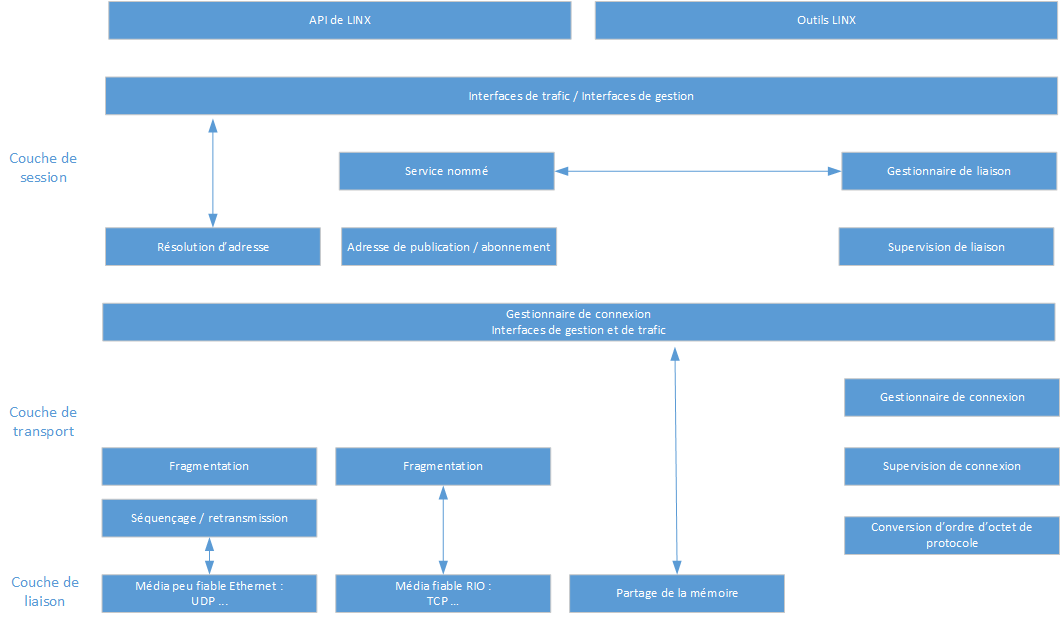 API de LINX
Outils LINX
Interfaces de trafic / Interfaces de gestion
Couche de
session
Service nommé
Gestionnaire de liaison
Résolution d'adresse
Adresse de publication / abonnement
Supervision de liaison
Gestionnaire de connexion
Interfaces de gestion et de trafic
Couche de
transport
Gestionnaire de connexion
Fragmentation
Fragmentation
Supervision de connexion
Séquençage / retransmission
Conversion d'ordre d'octet de
protocole
Couche de
liaison
Média peu fiable Ethernet :
UDP ...
Média fiable RIO :
TCP ...
Partage de la mémoire